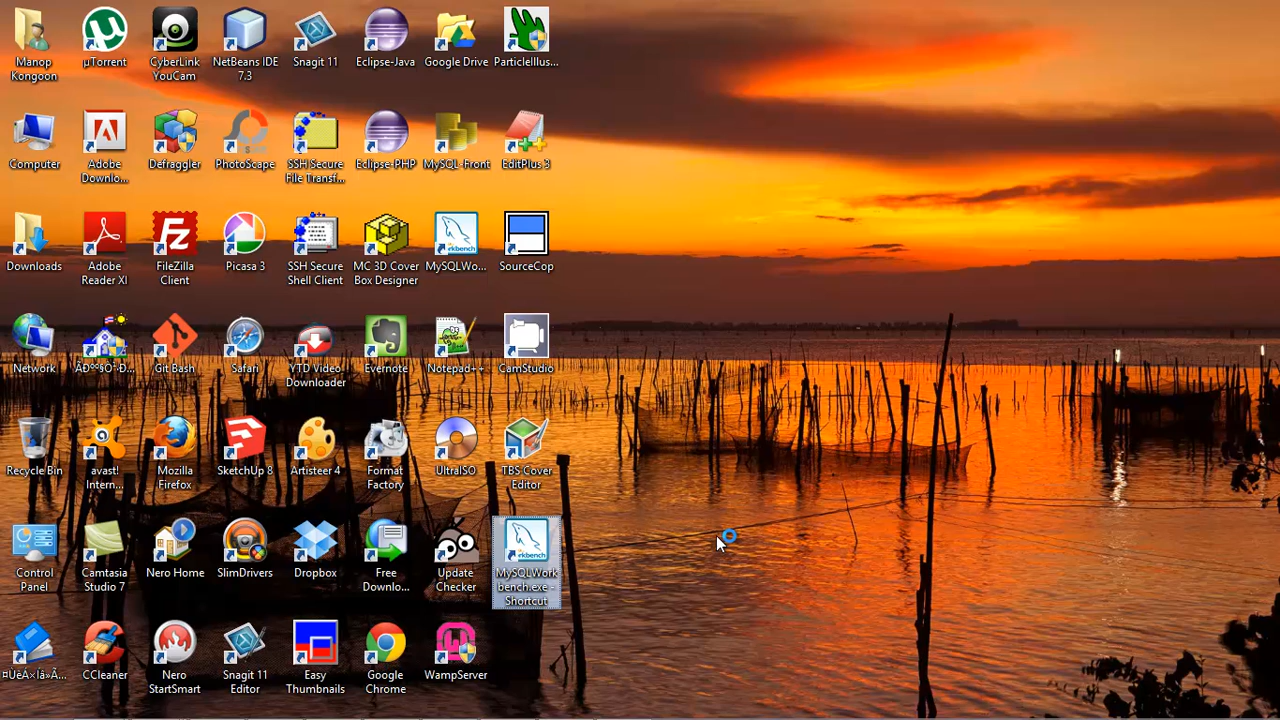 Manop
Kongoon
µTorrent
CyberLink
YouCam
NetBeans IDE
7.3
Snagit 11
Eclipse-Java
Google Drive
ParticleIllus...
Computer
Adobe
Downlo...
Defraggler
PhotoScape
SSH Secure
File Transf...
Eclipse-PHP
MySQL-Front
EditPlus 3
Downloads
Adobe
Reader XI
FileZilla
Client
Picasa 3
SSH Secure
Shell Client
MC 3D Cover
Box Designer
MySQLWo...
SourceCop
Network
Git Bash
Safari
YTD Video
Downloader
Evernote
Notepad++
CamStudio
Recycle Bin
avast!
Intern...
Mozilla
Firefox
SketchUp 8
Artisteer 4
Format
Factory
UltraISO
TBS Cover
Editor
Control
Panel
Camtasia
Studio 7
Nero Home
SlimDrivers
Dropbox
Free
Downlo...
Update
Checker
MySQLWork
bench.exe -
Shortcut
CCleaner
Nero
StartSmart
Snagit 11
Editor
Easy
Thumbnails
Google
Chrome
WampServer